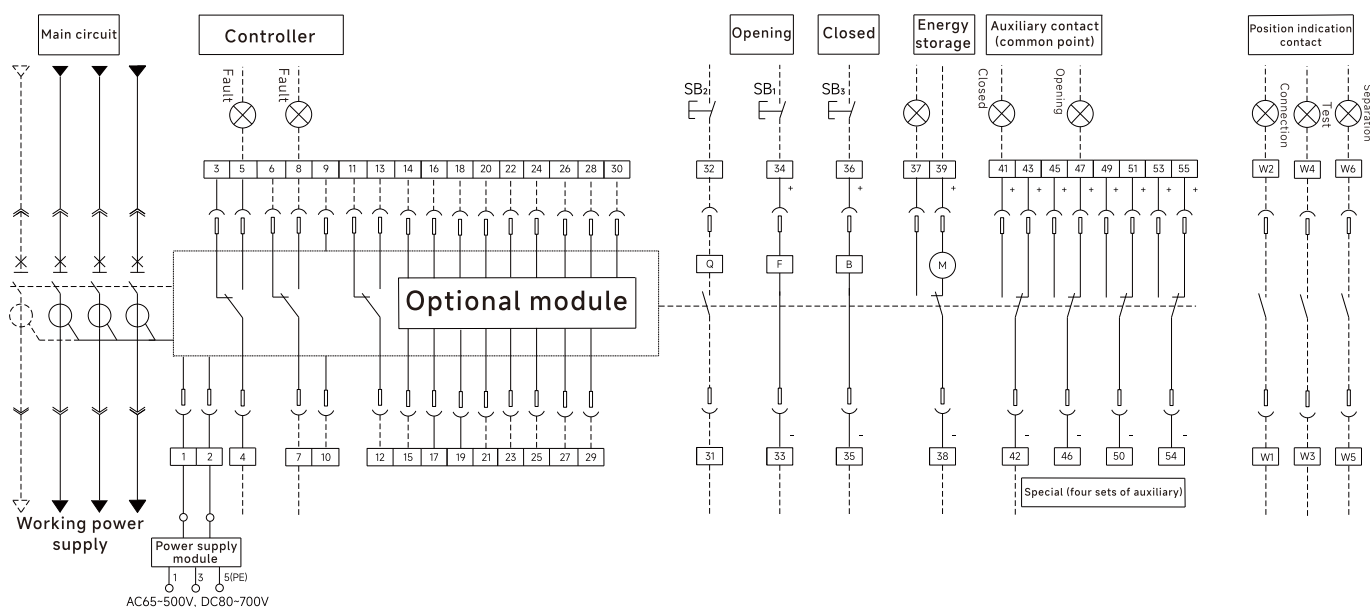 Main circuit
Controller
Opening
Closed
Energy
storage
Auxiliary contact
(common point)
Position indication
contact
Fault
Fault
SB2
SB1
SB3
Closed
Opening
Connection
Test
Separation
3 5 6 8 9 11 13 14 16 18 20 22 24 26 28 30
32 34 36 37 39 41 43 45 47 49 51 53 55 W2 W4 W6
+ + + + + + +
Q F B M
Optional module
- - - - - - -
1 2 4 7 10 12 15 17 19 21 23 25 27 29
31 33 35 38 42 46 50 54 W1 W3 W5
Special (four sets of auxiliary)
Working power
supply
Power supply
module
1 3 5(PE)
AC65~500V, DC80~700V